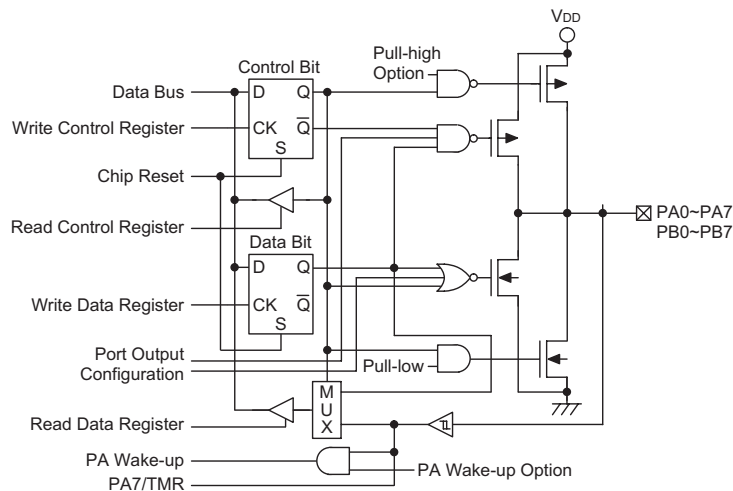 VDD
Pull-high
Option
Control Bit
Data Bus
D
Q
Write Control Register
CK
Q
S
Chip Reset
PA0~PA7
PB0~PB7
Read Control Register
Data Bit
D
Q
Write Data Register
CK
Q
S
Port Output
Configuration
Pull-low
M
U
X
Read Data Register
PA Wake-up
PA Wake-up Option
PA7/TMR